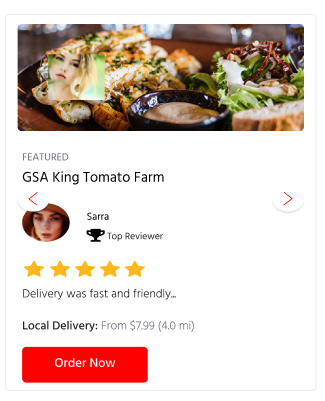 FEATURED
GSA King Tomato Farm
Sarra
Top Reviewer
Delivery was fast and friendly...
Local Delivery: From $7.99 (4.0 mi)
Order Now